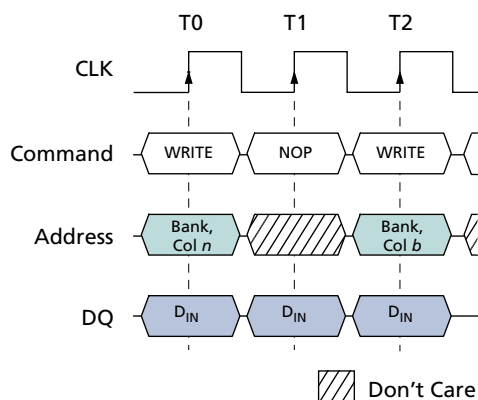 T0 T1 T2
CLK
Command WRITE NOP WRITE
Address Bank, Col n Bank, Col b
DQ DIN DIN DIN
Don't Care